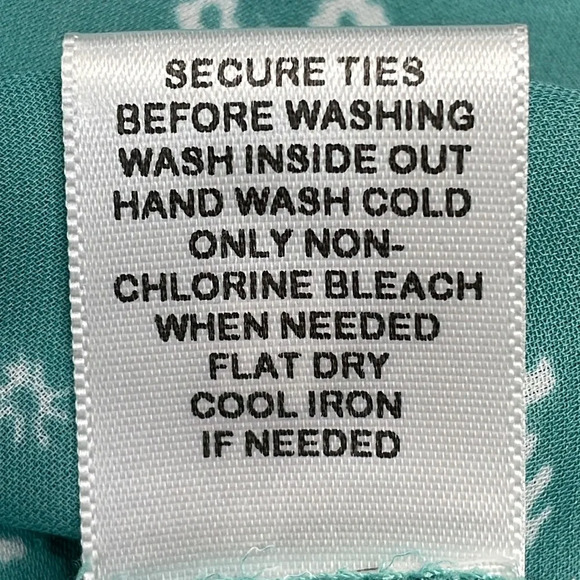 SECURE TIES
BEFORE WASHING
WASH INSIDE OUT
HAND WASH COLD
ONLY NON-
CHLORINE BLEACH
WHEN NEEDED
FLAT DRY
COOL IRON
IF NEEDED